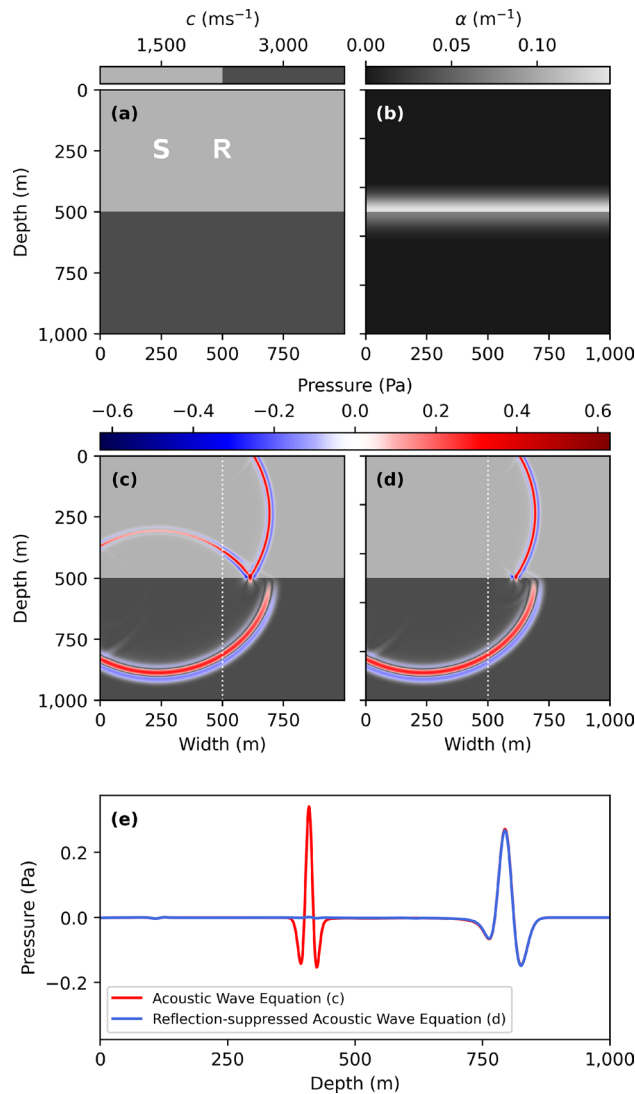 c (ms⁻¹)
α (m⁻¹)
1,500 3,000
0.00 0.05 0.10
(a)
(b)
S R
Depth (m)
0
250
500
750
1,000
0 250 500 750
0 250 500 750 1,000
Pressure (Pa)
−0.6 −0.4 −0.2 0.0 0.2 0.4 0.6
(c)
(d)
Depth (m)
0
250
500
750
1,000
0 250 500 750
0 250 500 750 1,000
Width (m)
Width (m)
(e)
Pressure (Pa)
0.2
0.0
−0.2
Acoustic Wave Equation (c)
Reflection-suppressed Acoustic Wave Equation (d)
0 250 500 750 1,000
Depth (m)